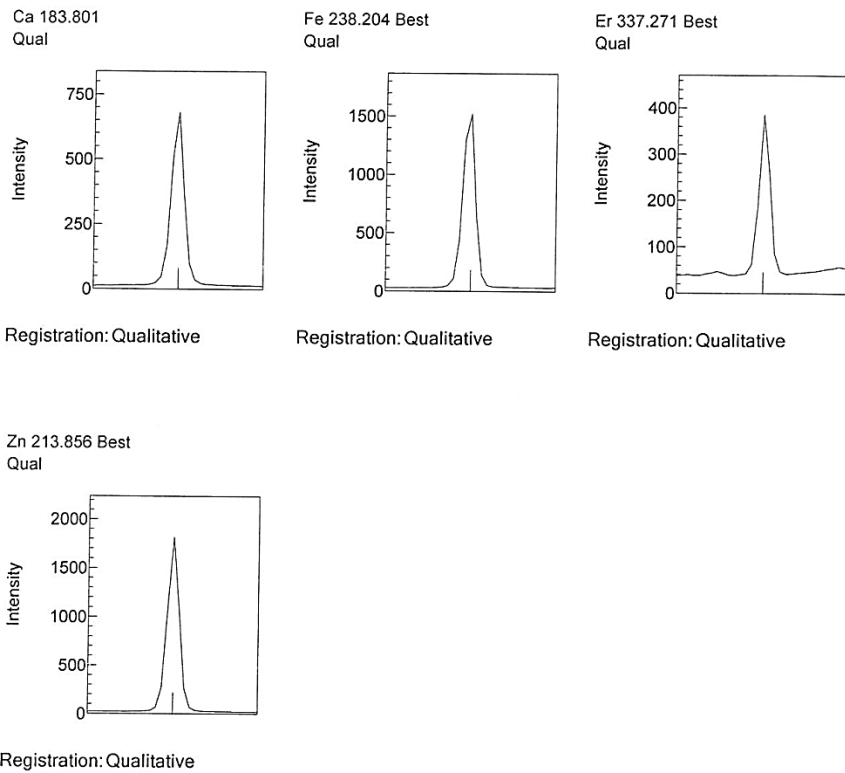 Ca 183.801
Qual
Intensity
750
500
250
0
Registration: Qualitative
Fe 238.204 Best
Qual
Intensity
1500
1000
500
0
Registration: Qualitative
Er 337.271 Best
Qual
Intensity
400
300
200
100
0
Registration: Qualitative
Zn 213.856 Best
Qual
Intensity
2000
1500
1000
500
0
Registration: Qualitative